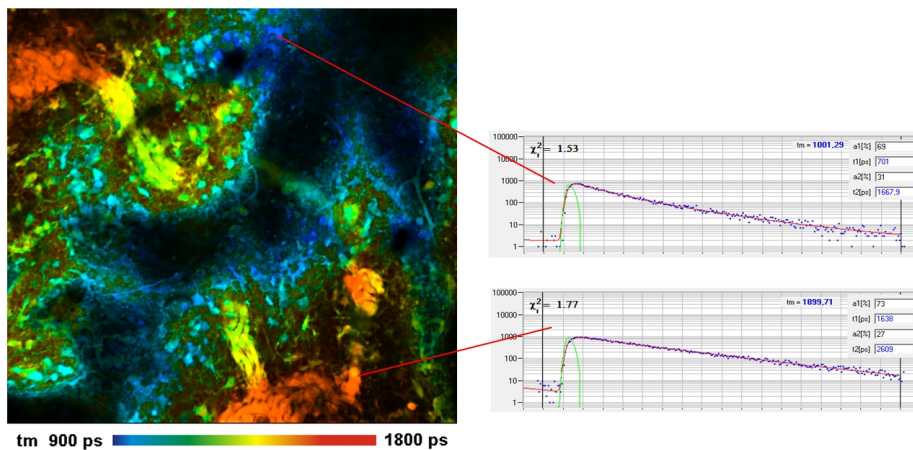 100000
10000
1000
100
10
1
χ²r = 1.53
tm = 1001,29
a1[%] 69
t1[ps] 701
a2[%] 31
t2[ps] 1667,9
100000
10000
1000
100
10
1
χ²r = 1.77
tm = 1899,71
a1[%] 73
t1[ps] 1638
a2[%] 27
t2[ps] 2609
tm 900 ps 1800 ps